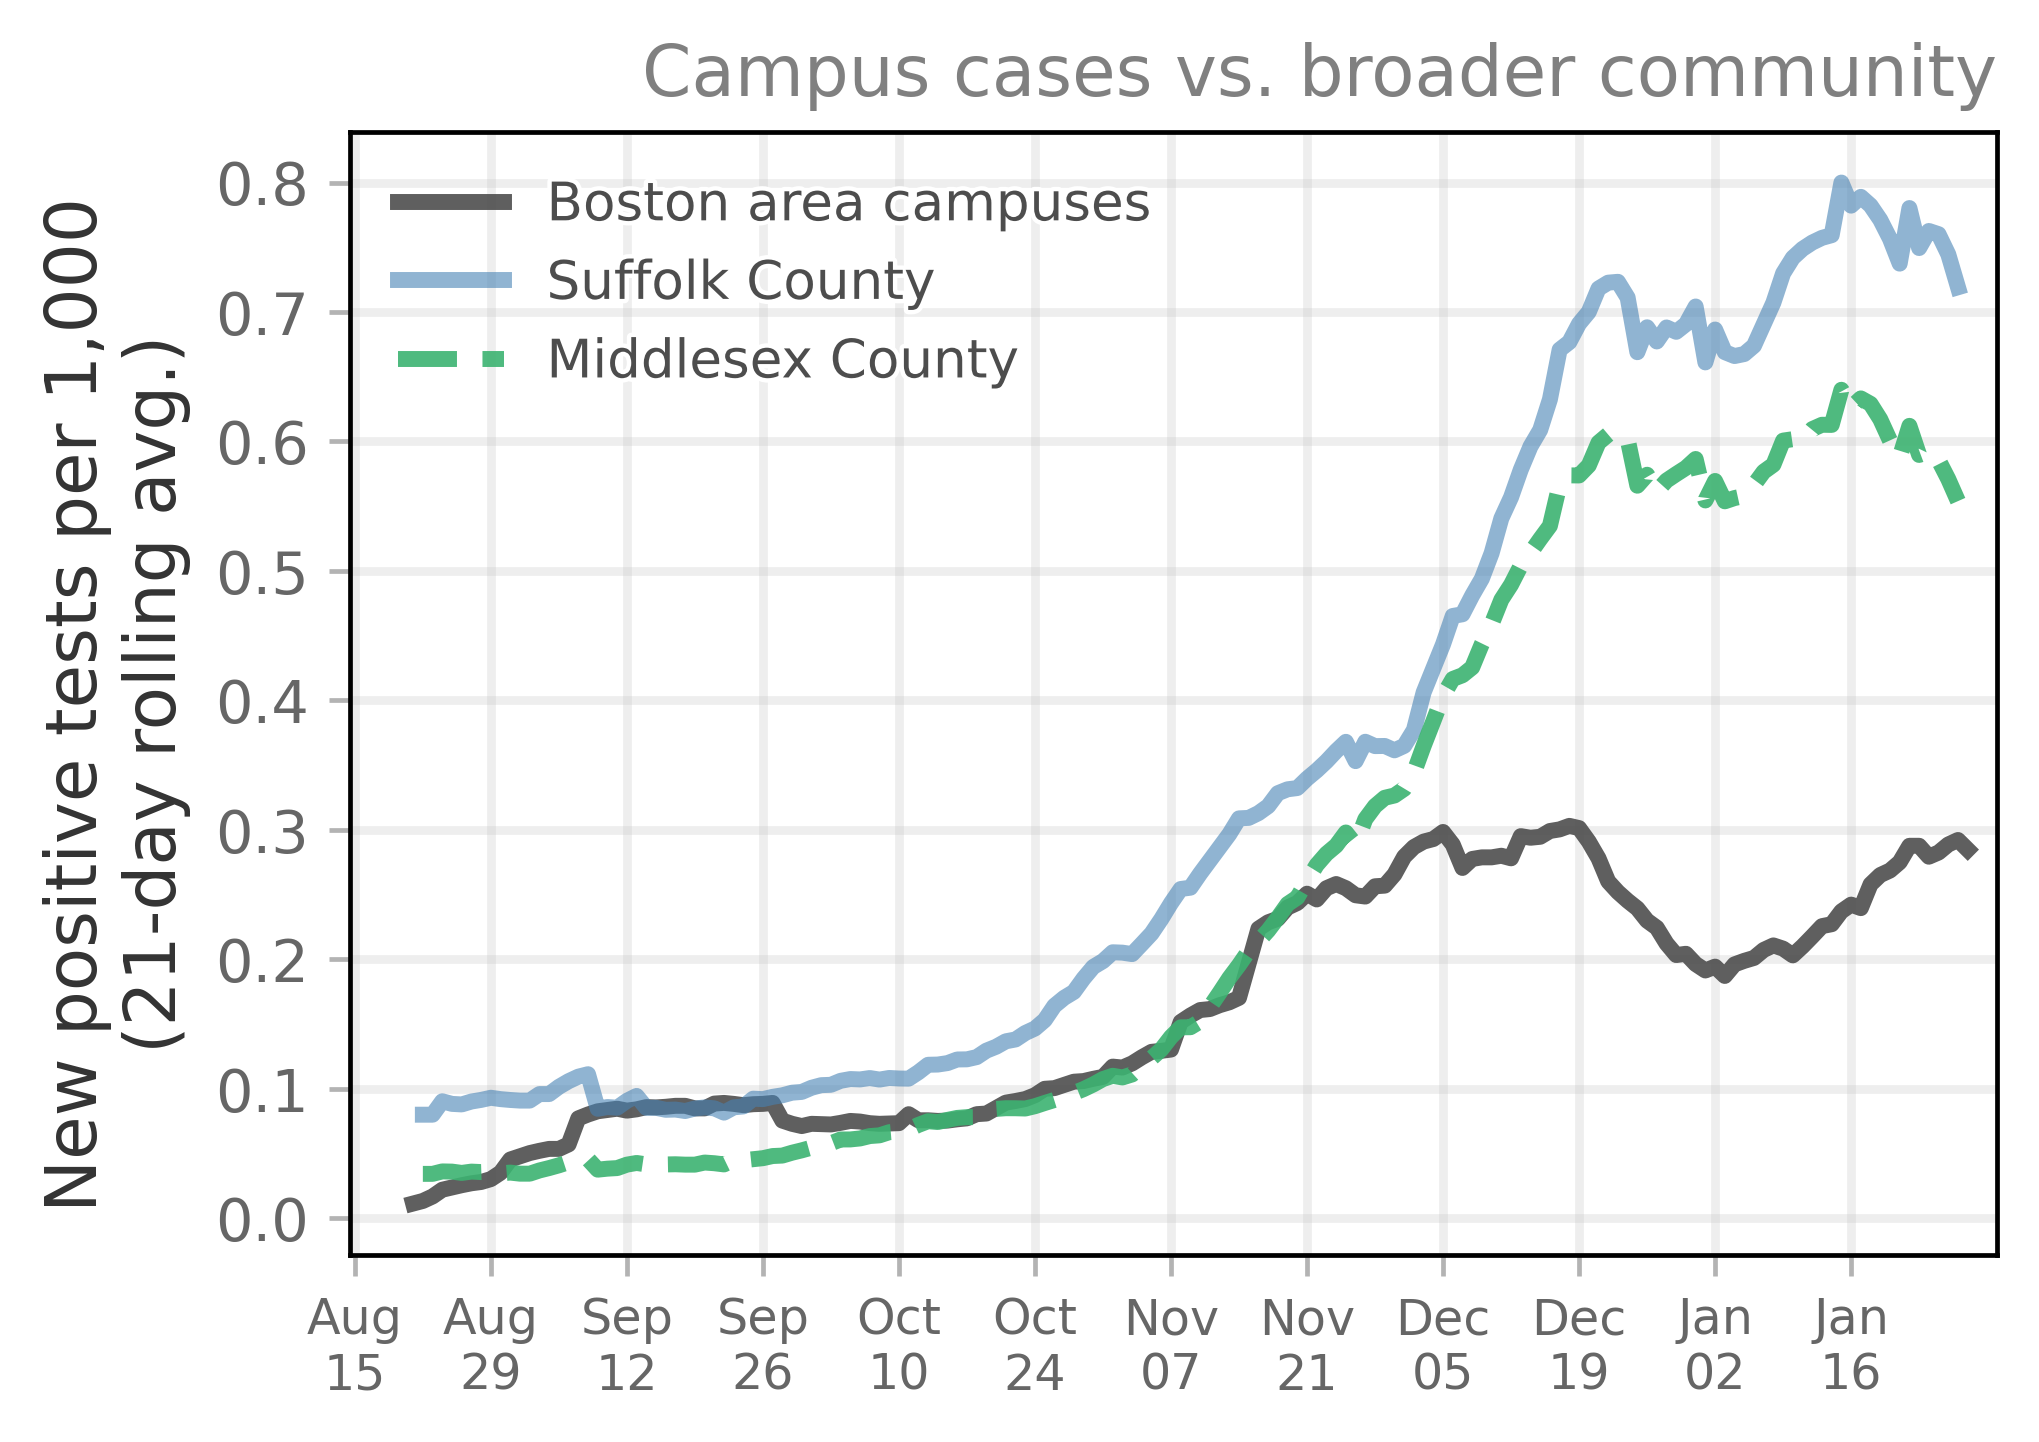 Campus cases vs. broader community
New positive tests per 1,000
(21-day rolling avg.)
0.8
0.7
0.6
0.5
0.4
0.3
0.2
0.1
0.0
Boston area campuses
Suffolk County
Middlesex County
Aug
15
Aug
29
Sep
12
Sep
26
Oct
10
Oct
24
Nov
07
Nov
21
Dec
05
Dec
19
Jan
02
Jan
16